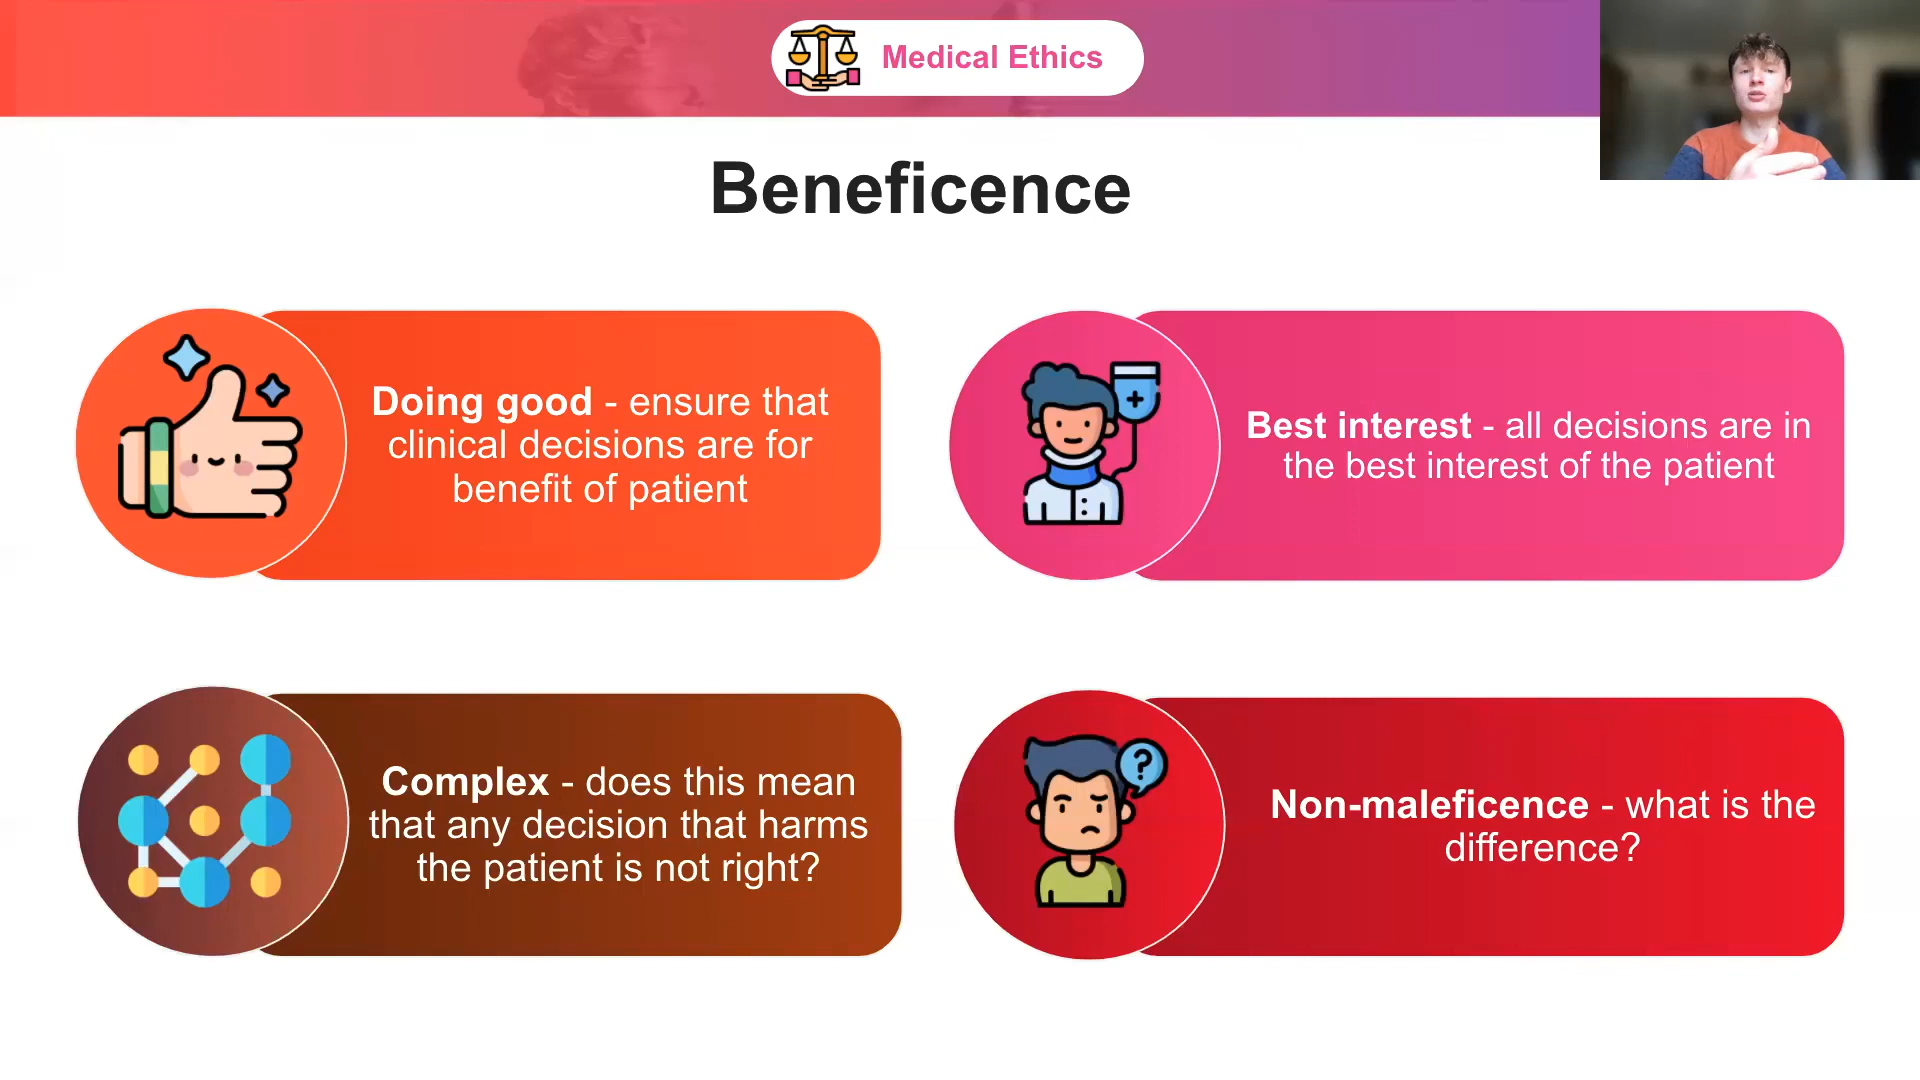 Medical Ethics
Beneficence
Doing good - ensure that
clinical decisions are for
benefit of patient
Best interest - all decisions are in
the best interest of the patient
Complex - does this mean
that any decision that harms
the patient is not right?
Non-maleficence - what is the
difference?
?